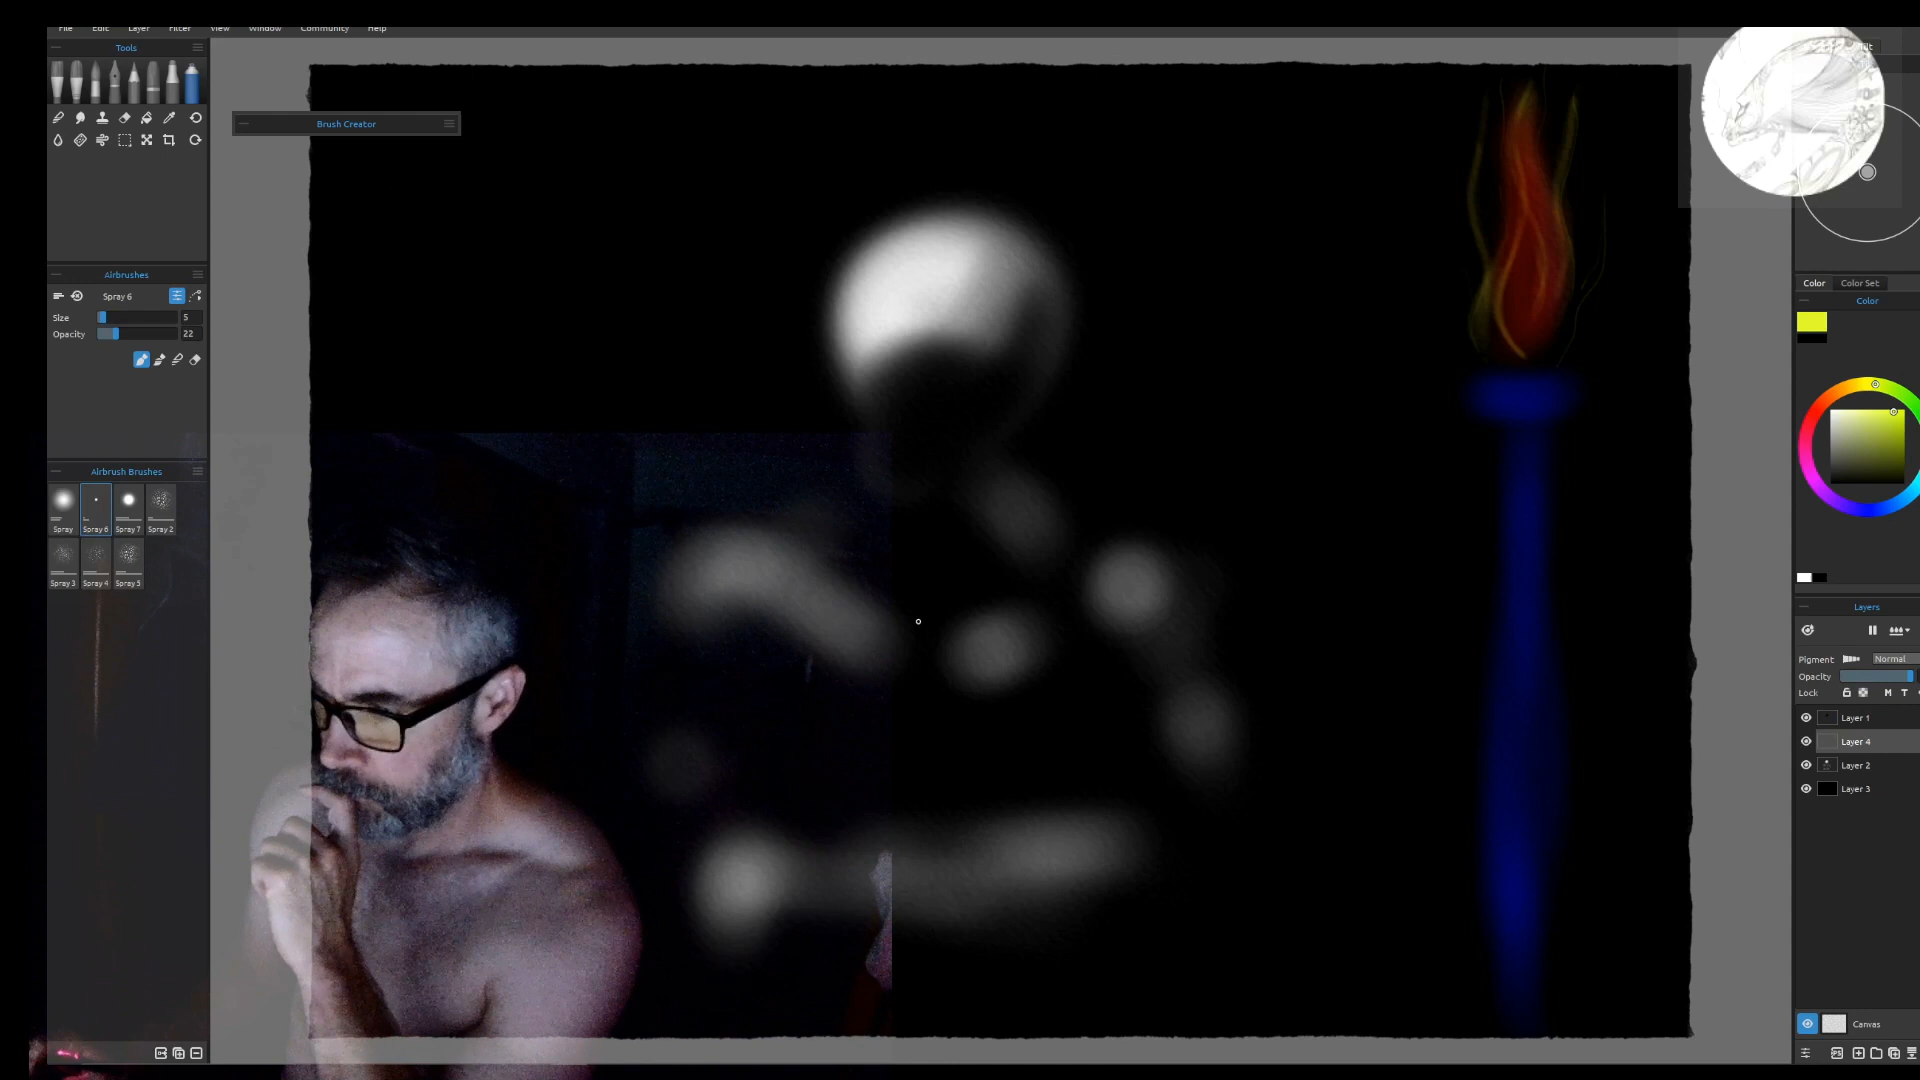 File Edit Layer Filter View Window Community Help
Tools
Brush Creator
Airbrushes
Spray 6
Size 5
Opacity 22
Airbrush Brushes
Spray Spray 6 Spray 7 Spray 2
Spray 3 Spray 4 Spray 5
Color Color Set
Color
Layers
Pigment Normal
Opacity
Lock M T
Layer 1
Layer 4
Layer 2
Layer 3
Canvas